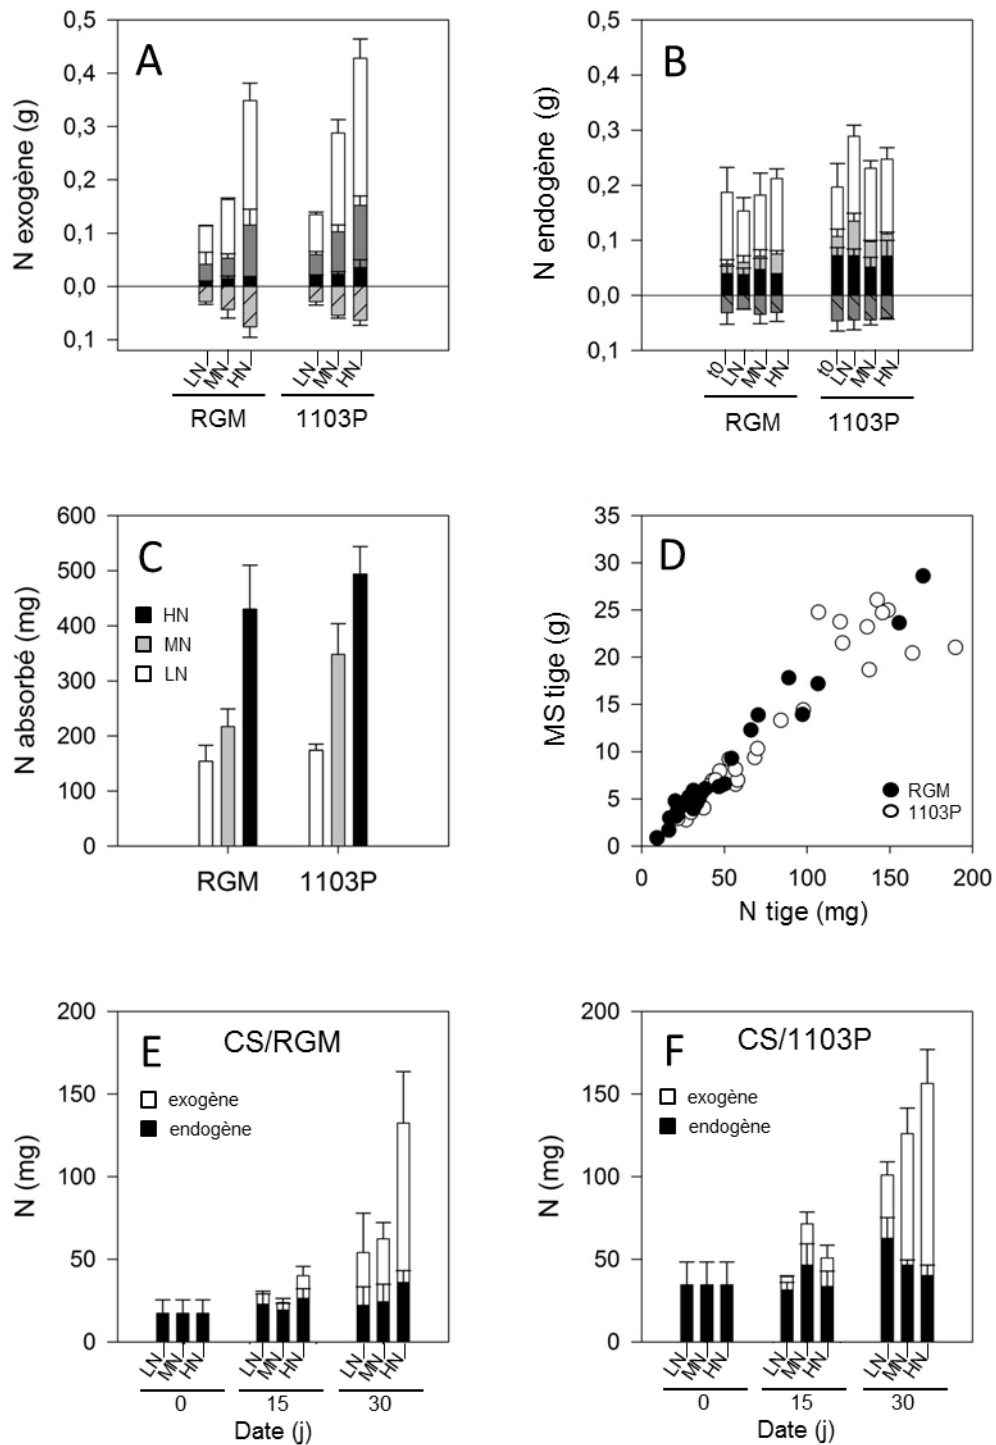 A
N exogène (g)
0,5
0,4
0,3
0,2
0,1
0,0
0,1
LN MN HN LN MN HN
RGM 1103P
B
N endogène (g)
0,5
0,4
0,3
0,2
0,1
0,0
0,1
t0 LN MN HN t0 LN MN HN
RGM 1103P
C
N absorbé (mg)
600
500
400
300
200
100
0
HN
MN
LN
RGM 1103P
D
MS tige (g)
35
30
25
20
15
10
5
0
RGM
1103P
0 50 100 150 200
N tige (mg)
E CS/RGM
N (mg)
200
150
100
50
0
exogène
endogène
LN MN HN LN MN HN LN MN HN
0 15 30
Date (j)
F CS/1103P
N (mg)
200
150
100
50
0
exogène
endogène
LN MN HN LN MN HN LN MN HN
0 15 30
Date (j)